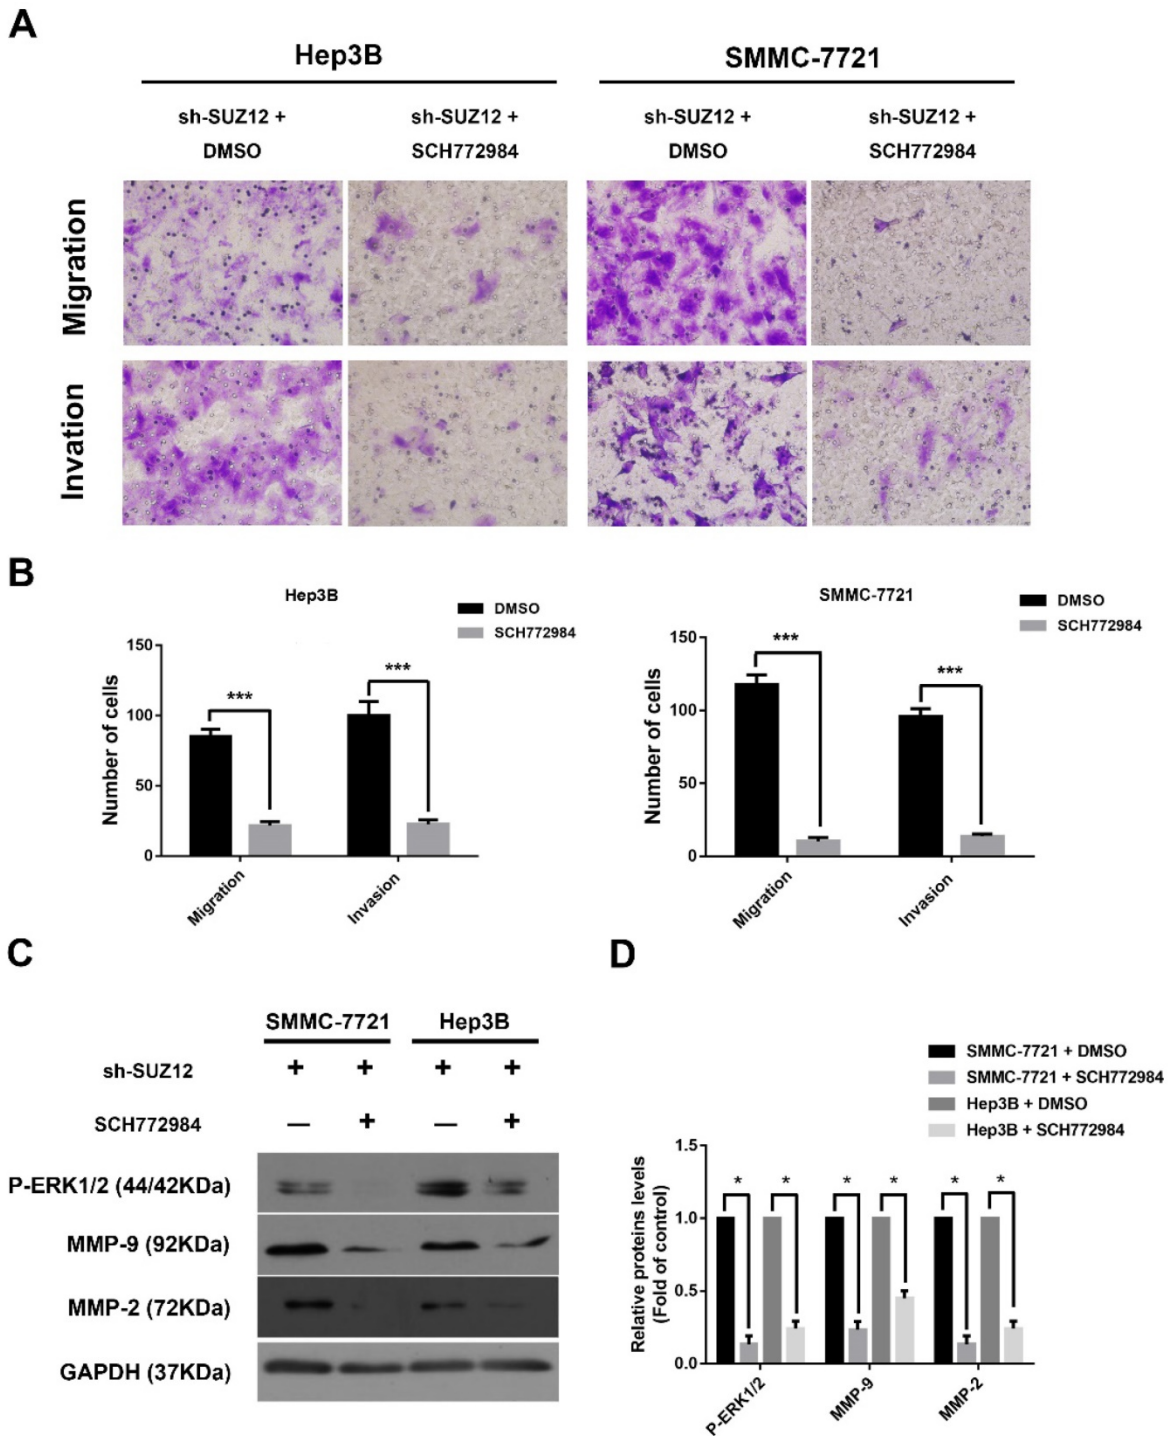 A
Hep3B
SMMC-7721
sh-SUZ12 +
DMSO
sh-SUZ12 +
SCH772984
sh-SUZ12 +
DMSO
sh-SUZ12 +
SCH772984
Migration
Invation
B
Hep3B
DMSO
SCH772984
Number of cells
150
100
50
0
***
***
Migration
Invasion
SMMC-7721
DMSO
SCH772984
Number of cells
150
100
50
0
***
***
Migration
Invasion
C
SMMC-7721
Hep3B
sh-SUZ12 + + + +
SCH772984 — + — +
P-ERK1/2 (44/42KDa)
MMP-9 (92KDa)
MMP-2 (72KDa)
GAPDH (37KDa)
D
SMMC-7721 + DMSO
SMMC-7721 + SCH772984
Hep3B + DMSO
Hep3B + SCH772984
Relative proteins levels
(Fold of control)
1.5
1.0
0.5
0.0
* * * * * *
P-ERK1/2
MMP-9
MMP-2